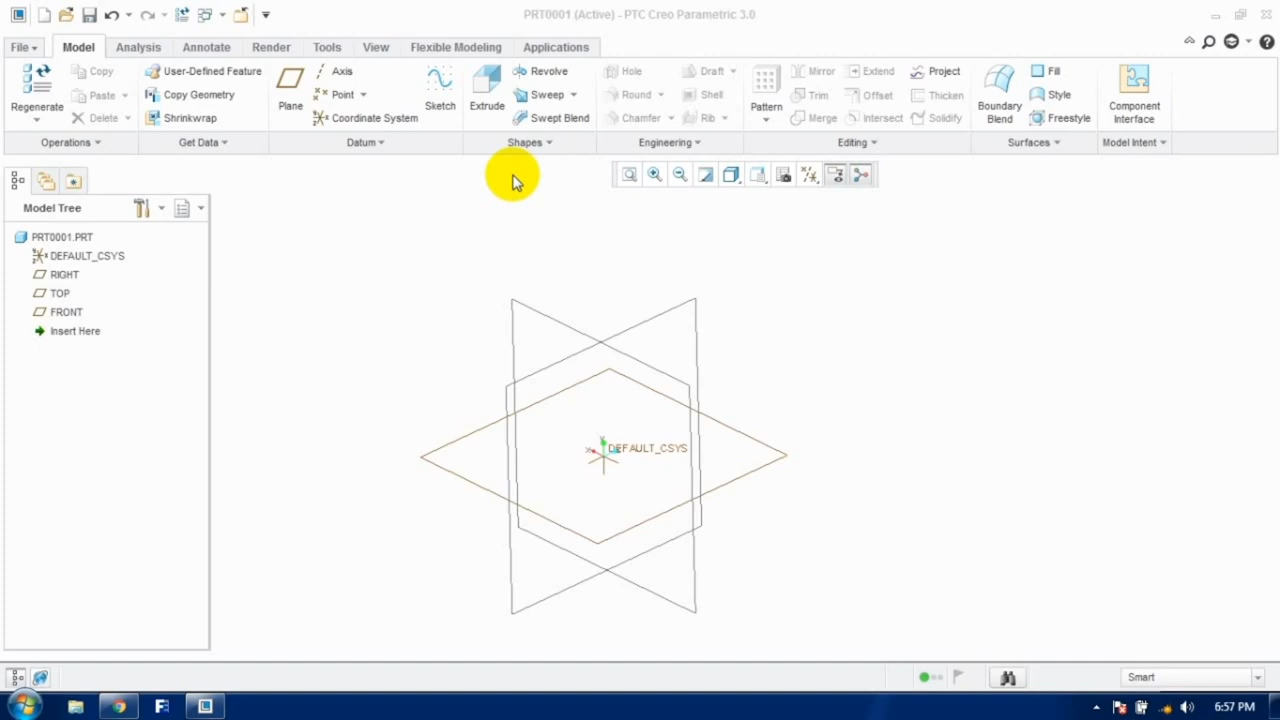 PRT0001 (Active) - PTC Creo Parametric 3.0
File Model Analysis Annotate Render Tools View Flexible Modeling Applications
Regenerate Copy Paste Delete
User-Defined Feature Copy Geometry Shrinkwrap
Plane Axis Point Coordinate System Sketch
Extrude Revolve Sweep Swept Blend
Hole Round Chamfer Draft Shell Rib
Pattern Mirror Trim Merge Extend Offset Intersect Project Thicken Solidify
Boundary Blend Fill Style Freestyle
Component Interface
Operations Get Data Datum Shapes Engineering Editing Surfaces Model Intent
Model Tree
PRT0001.PRT
DEFAULT_CSYS
RIGHT
TOP
FRONT
Insert Here
DEFAULT_CSYS
Smart
6:57 PM